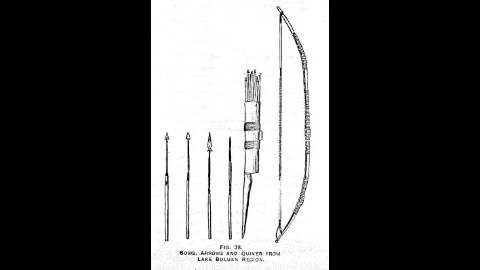 FIG. 38.
BOWS, ARROWS AND QUIVER FROM
LAKE BULUAN REGION.